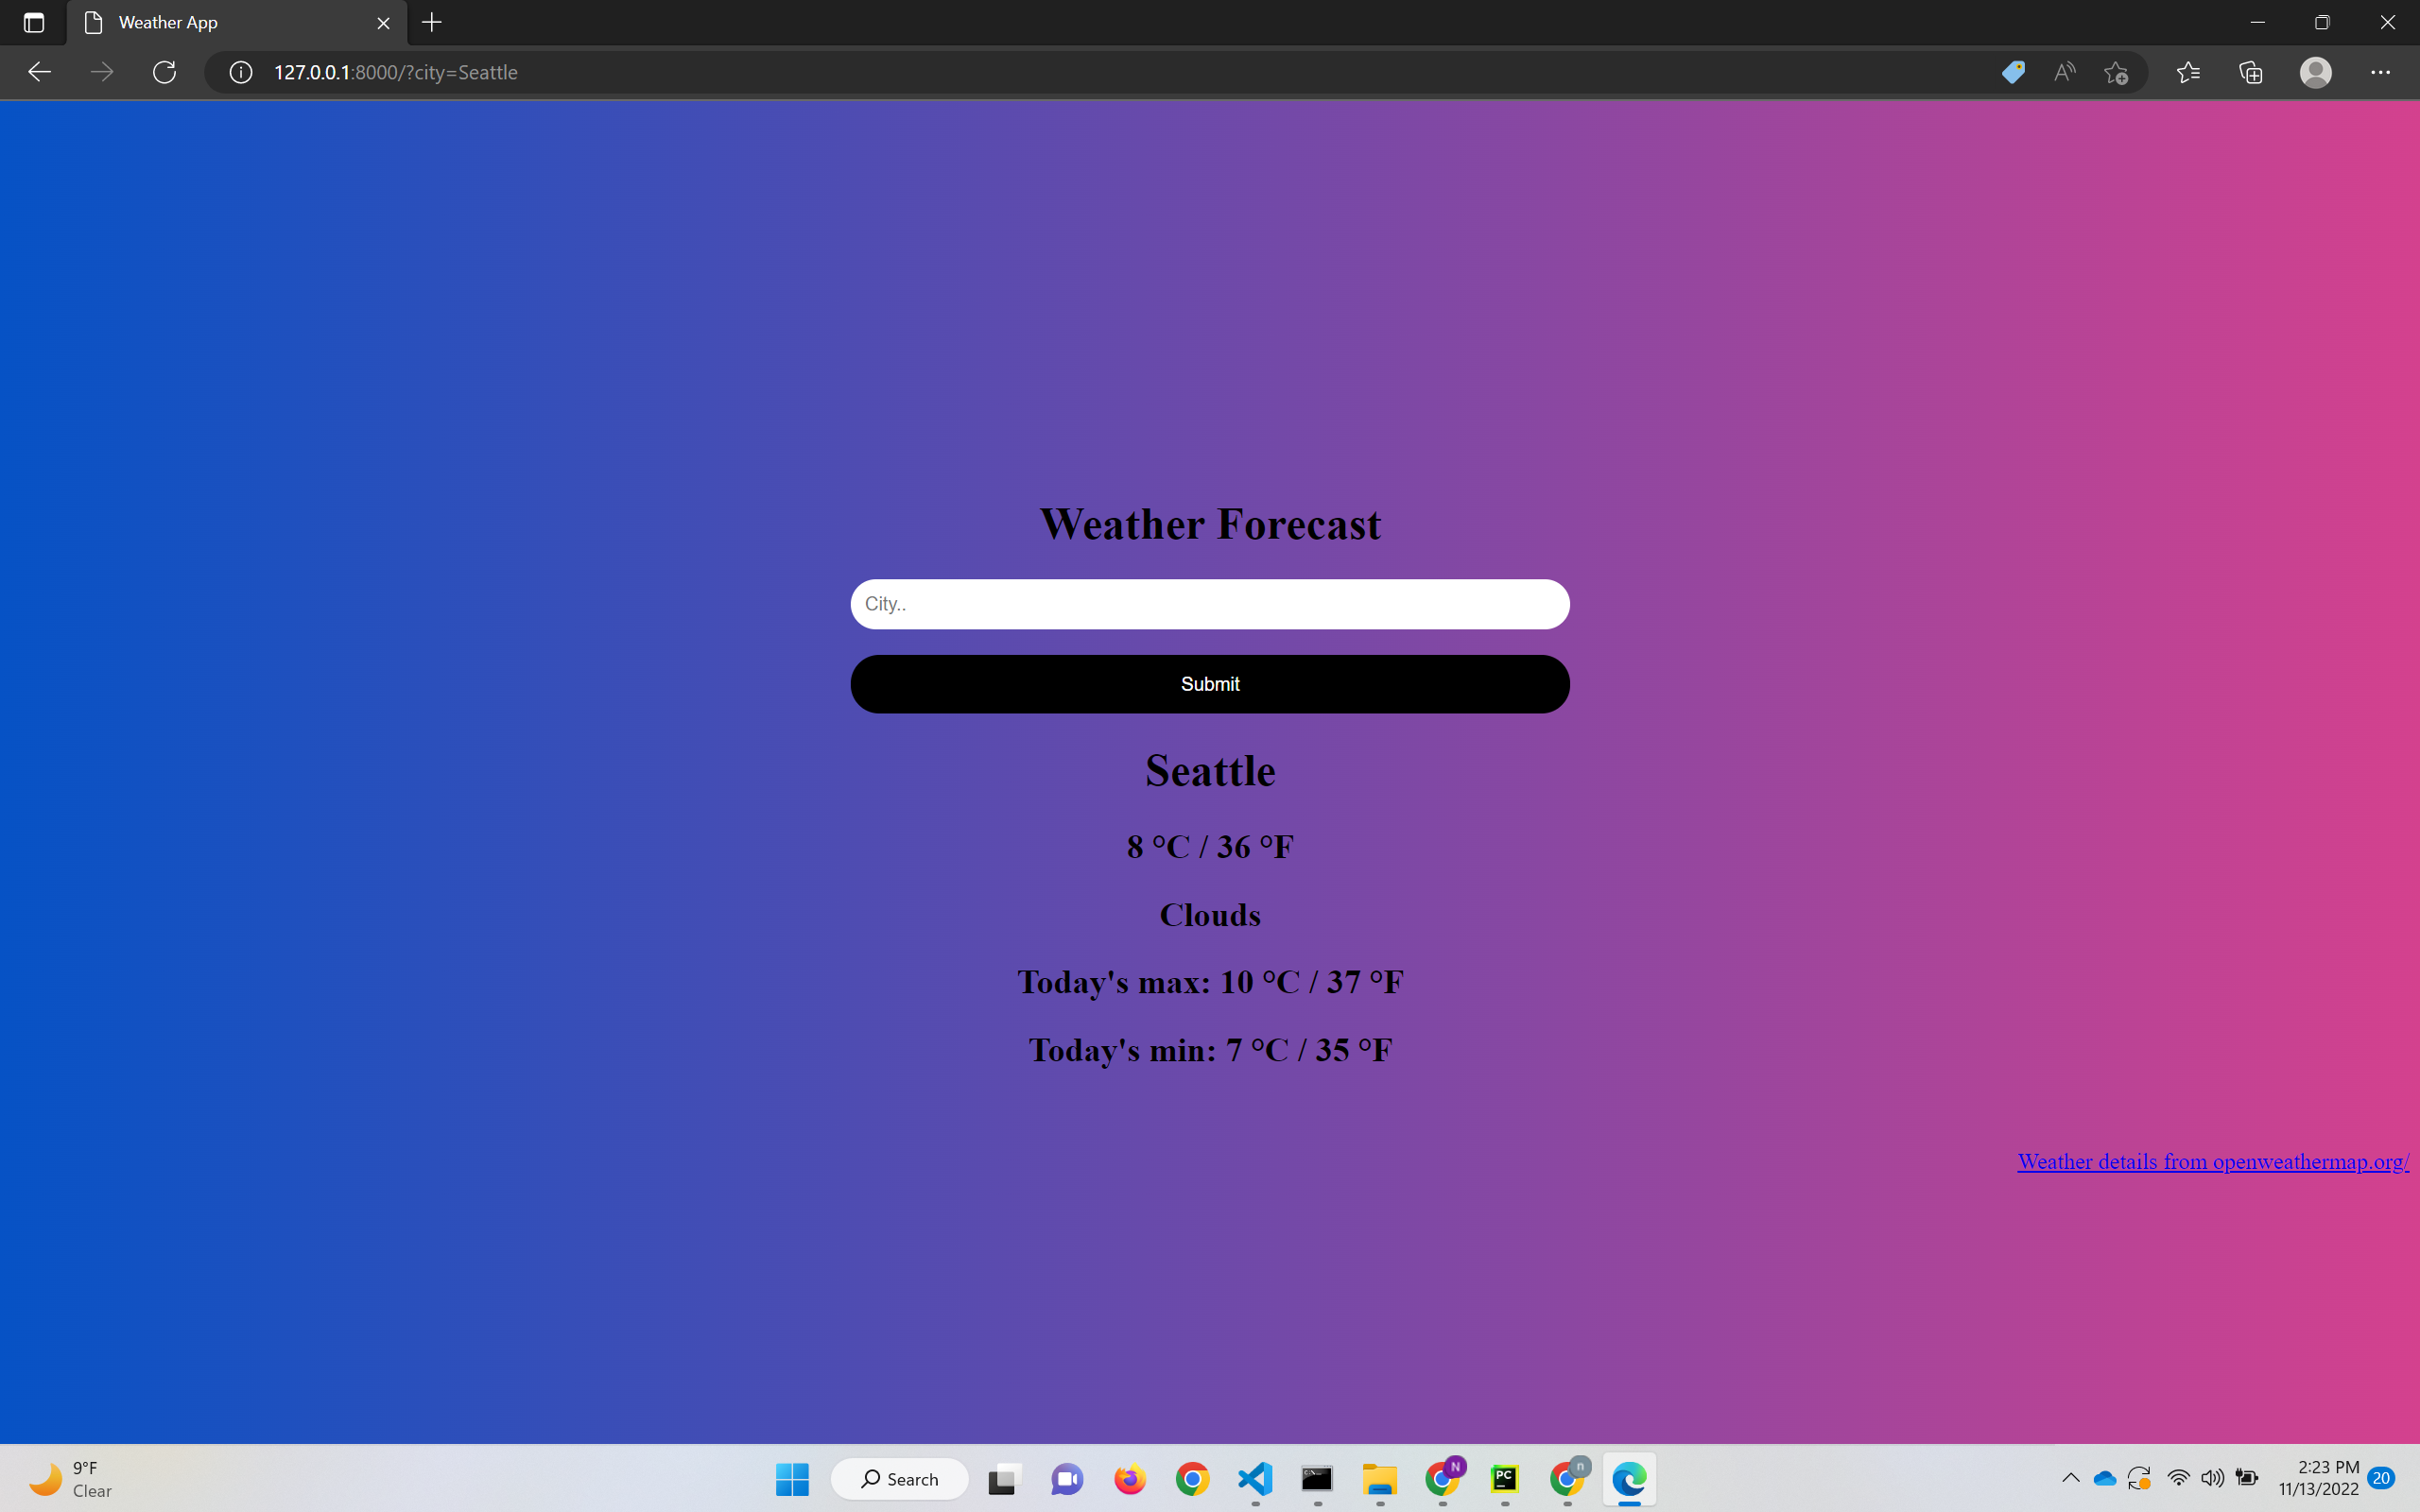 Weather App
127.0.0.1:8000/?city=Seattle
Weather Forecast
City..
Submit
Seattle
8 °C / 36 °F
Clouds
Today's max: 10 °C / 37 °F
Today's min: 7 °C / 35 °F
Weather details from openweathermap.org/
9°F
Clear
Search
N
PC
n
2:23 PM
11/13/2022
20